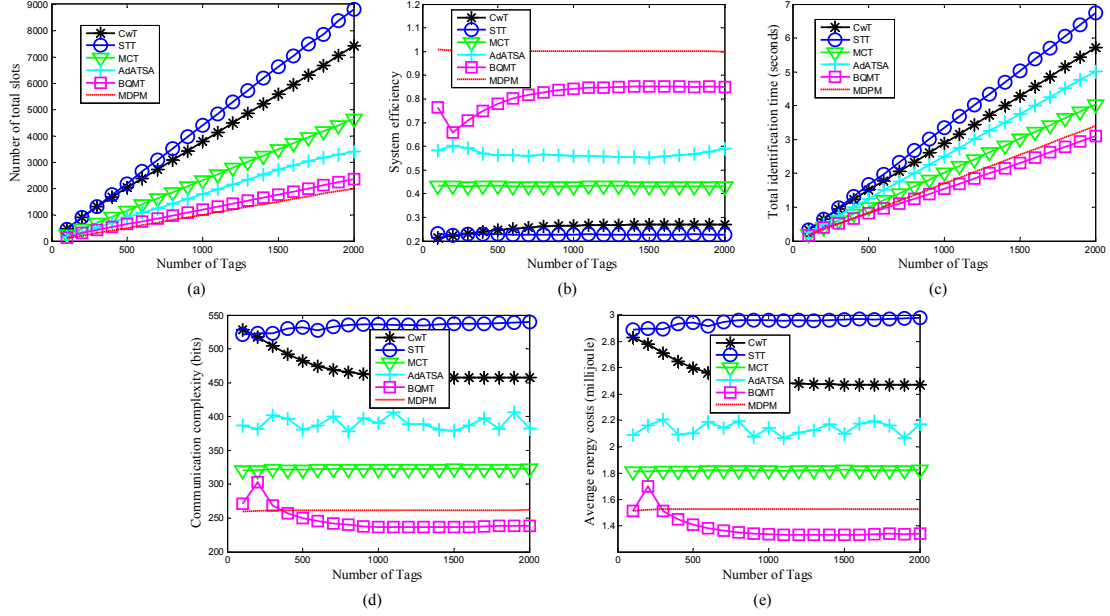 9000
8000
7000
6000
5000
4000
3000
2000
1000
0
Number of total slots
CwT
STT
MCT
AdATSA
BQMT
MDPM
0 500 1000 1500 2000
Number of Tags
(a)
1.2
1.1
1
0.9
0.8
0.7
0.6
0.5
0.4
0.3
0.2
System efficiency
CwT
STT
MCT
AdATSA
BQMT
MDPM
0 500 1000 1500 2000
Number of Tags
(b)
7
6
5
4
3
2
1
0
Total identification time (seconds)
CwT
STT
MCT
AdATSA
BQMT
MDPM
0 500 1000 1500 2000
Number of Tags
(c)
550
500
450
400
350
300
250
200
Communication complexity (bits)
CwT
STT
MCT
AdATSA
BQMT
MDPM
0 500 1000 1500 2000
Number of Tags
(d)
3
2.8
2.6
2.4
2.2
2
1.8
1.6
1.4
1.2
Average energy costs (millijoule)
CwT
STT
MCT
AdATSA
BQMT
MDPM
0 500 1000 1500 2000
Number of Tags
(e)